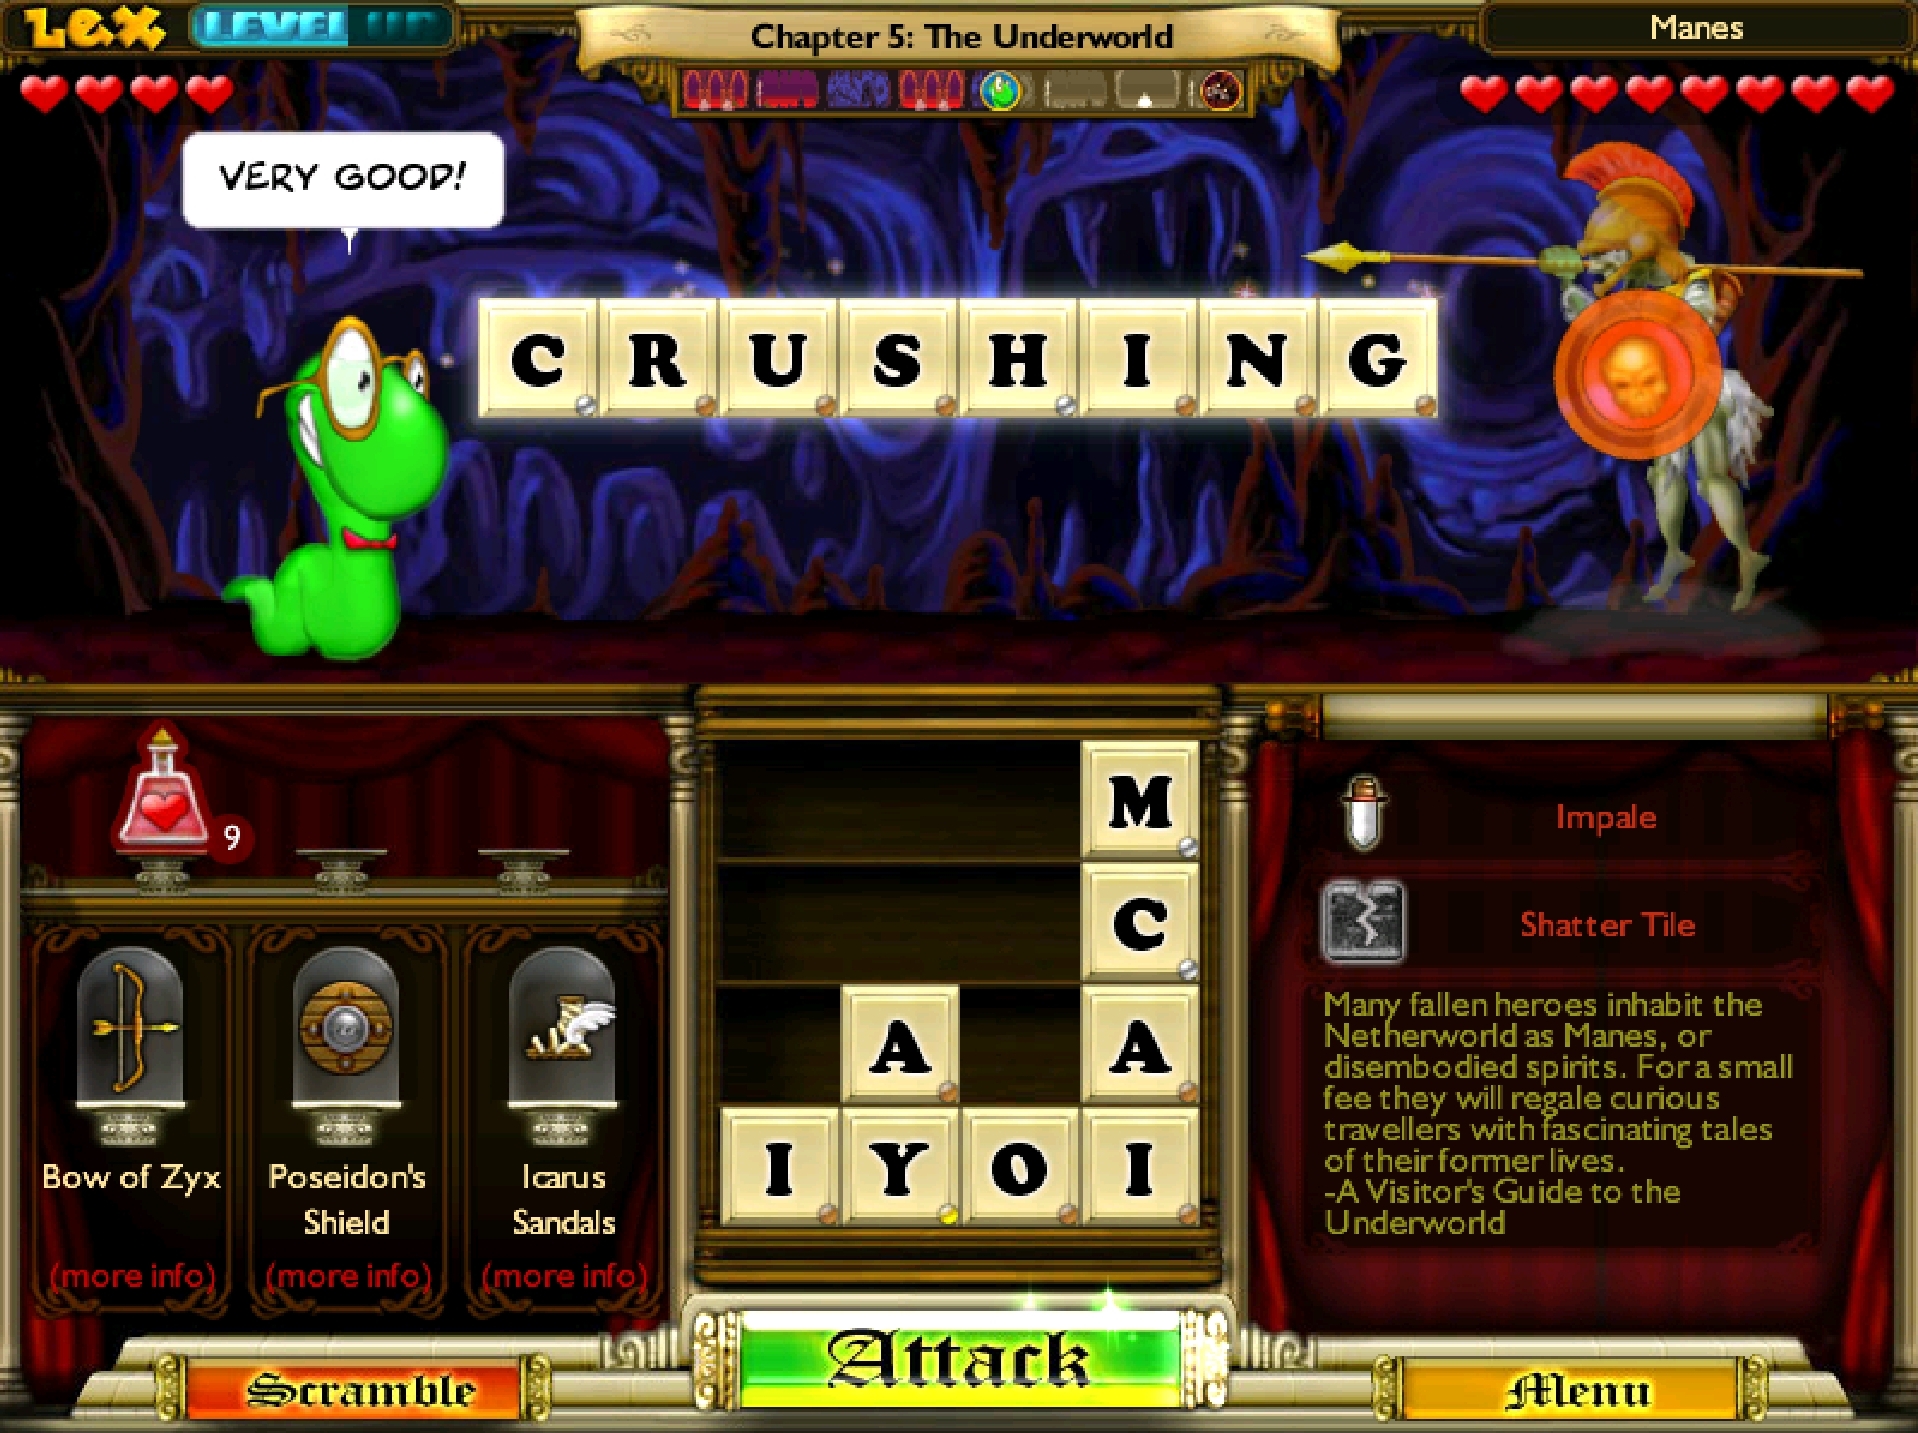 Lex
LEVEL UP
Chapter 5: The Underworld
Manes
VERY GOOD!
C R U S H I N G
9
M
C
A A
I Y O I
Bow of Zyx
(more info)
Poseidon's
Shield
(more info)
Icarus
Sandals
(more info)
Impale
Shatter Tile
Many fallen heroes inhabit the
Netherworld as Manes, or
disembodied spirits. For a small
fee they will regale curious
travellers with fascinating tales
of their former lives.
-A Visitor's Guide to the
Underworld
Scramble
Attack
Menu